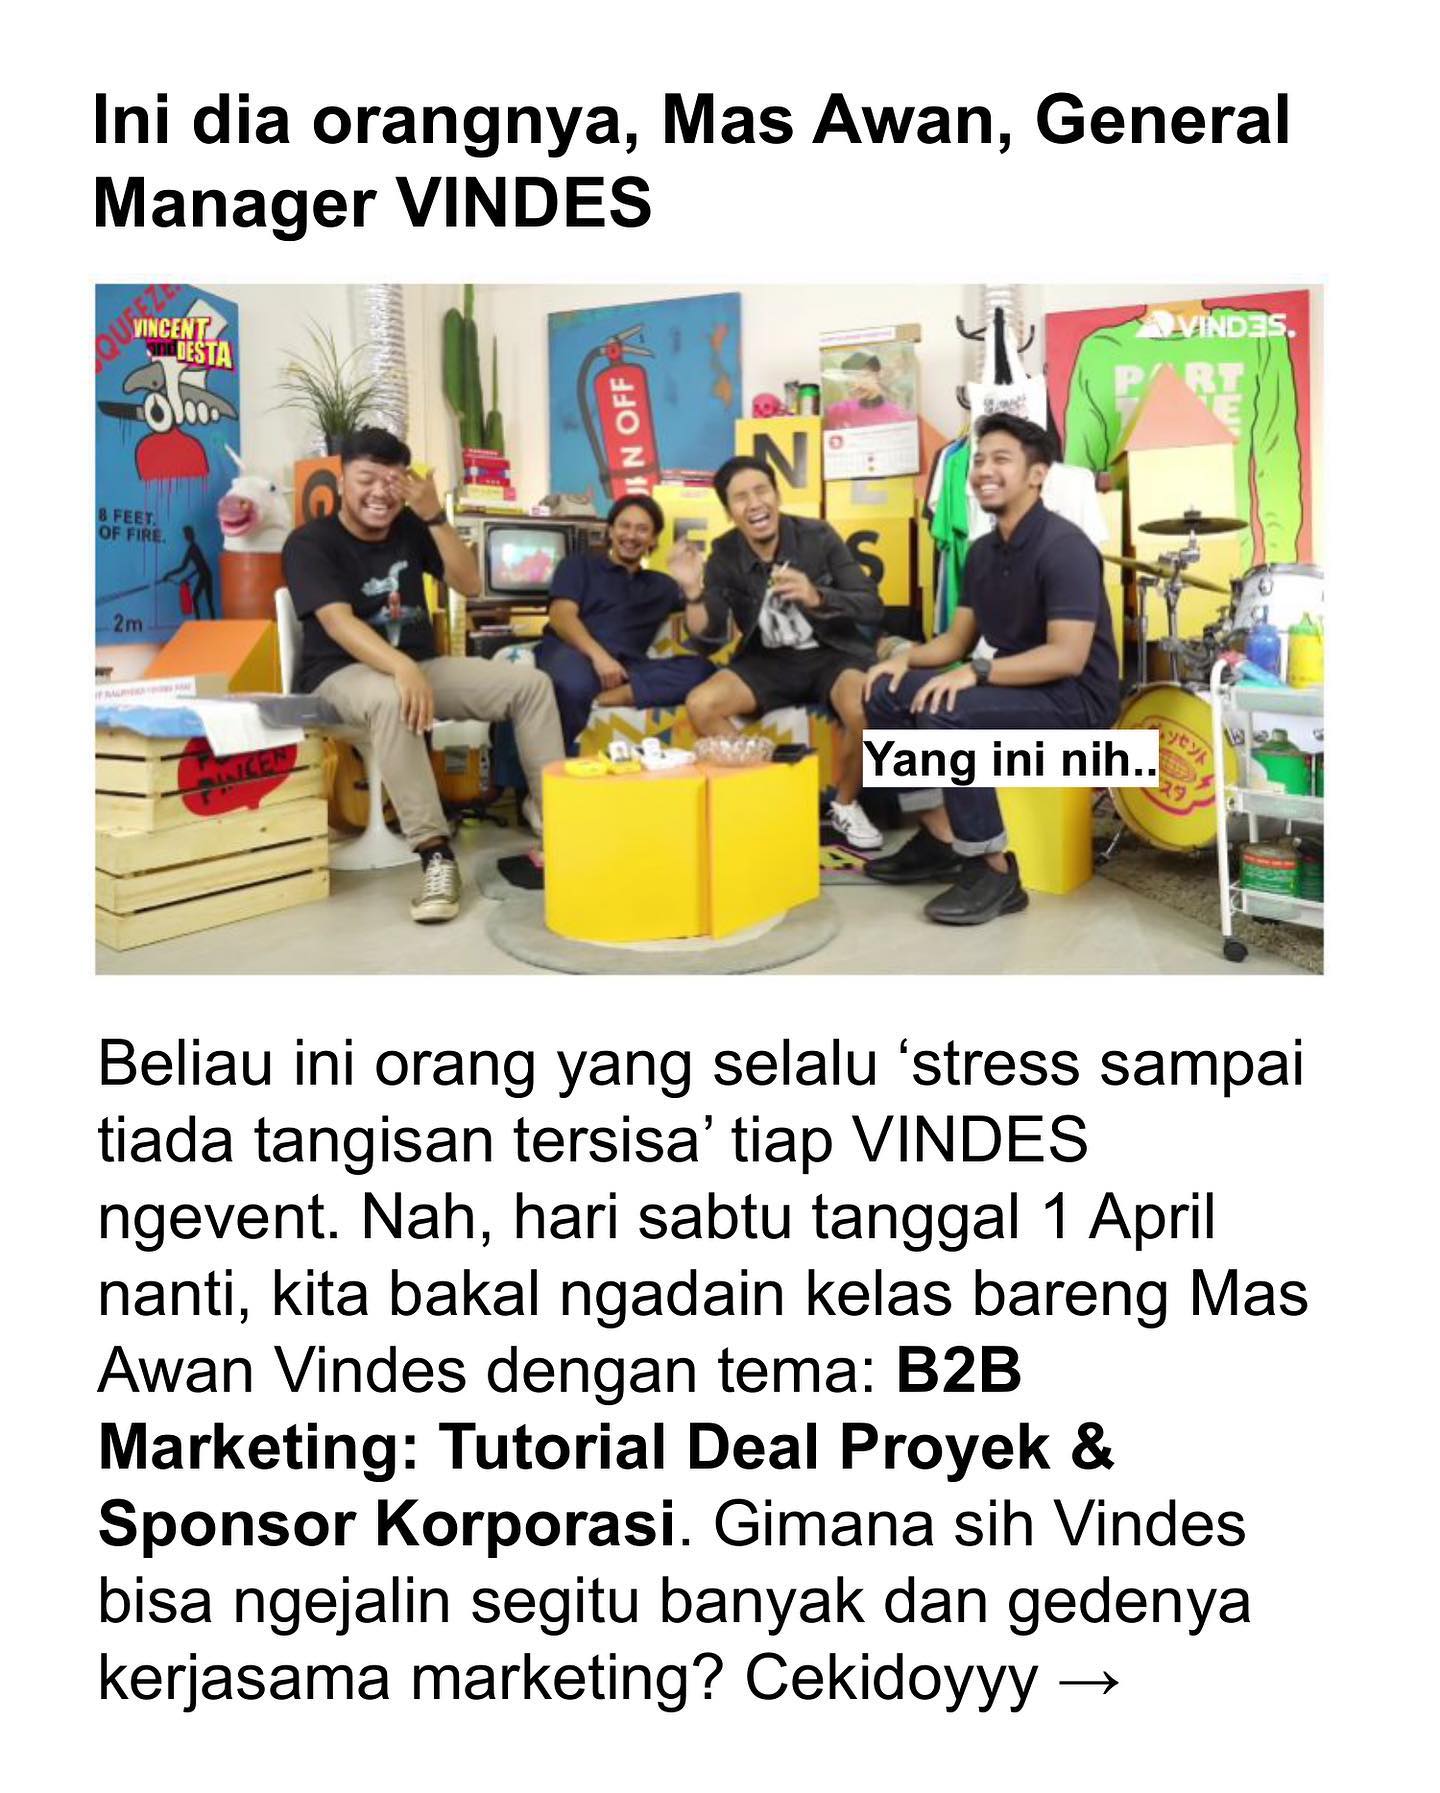 Ini dia orangnya, Mas Awan, General
Manager VINDES
SQUEEZE
VINCENT
and DESTA
VINDES.
N OFF
N
PART
8 FEET.
OF FIRE.
E
S
2m
PINSEN
Yang ini nih..
Beliau ini orang yang selalu ‘stress sampai
tiada tangisan tersisa’ tiap VINDES
ngevent. Nah, hari sabtu tanggal 1 April
nanti, kita bakal ngadain kelas bareng Mas
Awan Vindes dengan tema: B2B
Marketing: Tutorial Deal Proyek &
Sponsor Korporasi. Gimana sih Vindes
bisa ngejalin segitu banyak dan gedenya
kerjasama marketing? Cekidoyyy →